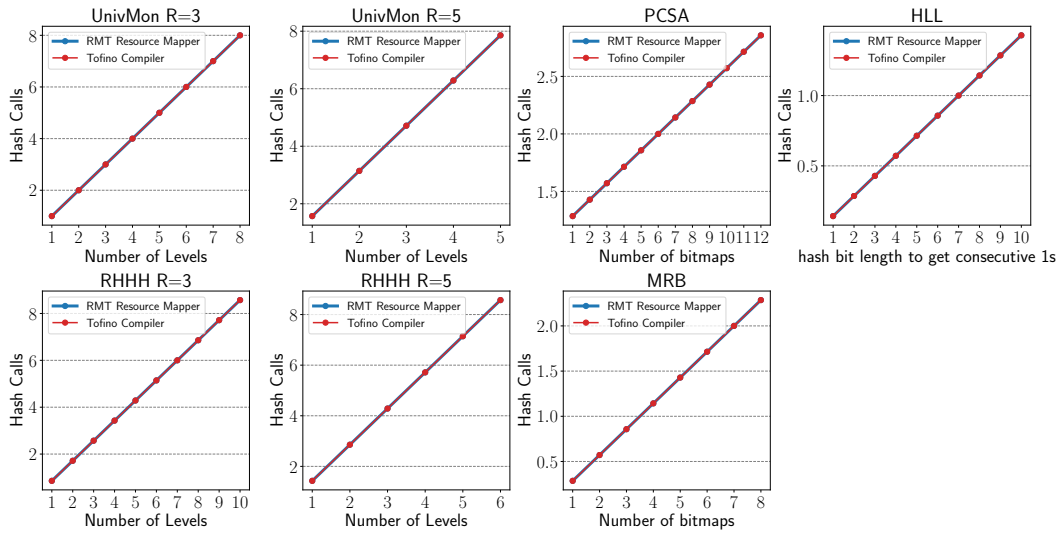 UnivMon R=3
8
6
4
2
Hash Calls
RMT Resource Mapper
Tofino Compiler
1 2 3 4 5 6 7 8
Number of Levels
UnivMon R=5
8
6
4
2
Hash Calls
RMT Resource Mapper
Tofino Compiler
1 2 3 4 5
Number of Levels
PCSA
2.5
2.0
1.5
Hash Calls
RMT Resource Mapper
Tofino Compiler
1 2 3 4 5 6 7 8 9 10 11 12
Number of bitmaps
HLL
1.0
0.5
Hash Calls
RMT Resource Mapper
Tofino Compiler
1 2 3 4 5 6 7 8 9 10
hash bit length to get consecutive 1s
RHHH R=3
8
6
4
2
Hash Calls
RMT Resource Mapper
Tofino Compiler
1 2 3 4 5 6 7 8 9 10
Number of Levels
RHHH R=5
8
6
4
2
Hash Calls
RMT Resource Mapper
Tofino Compiler
1 2 3 4 5 6
Number of Levels
MRB
2.0
1.5
1.0
0.5
Hash Calls
RMT Resource Mapper
Tofino Compiler
1 2 3 4 5 6 7 8
Number of bitmaps